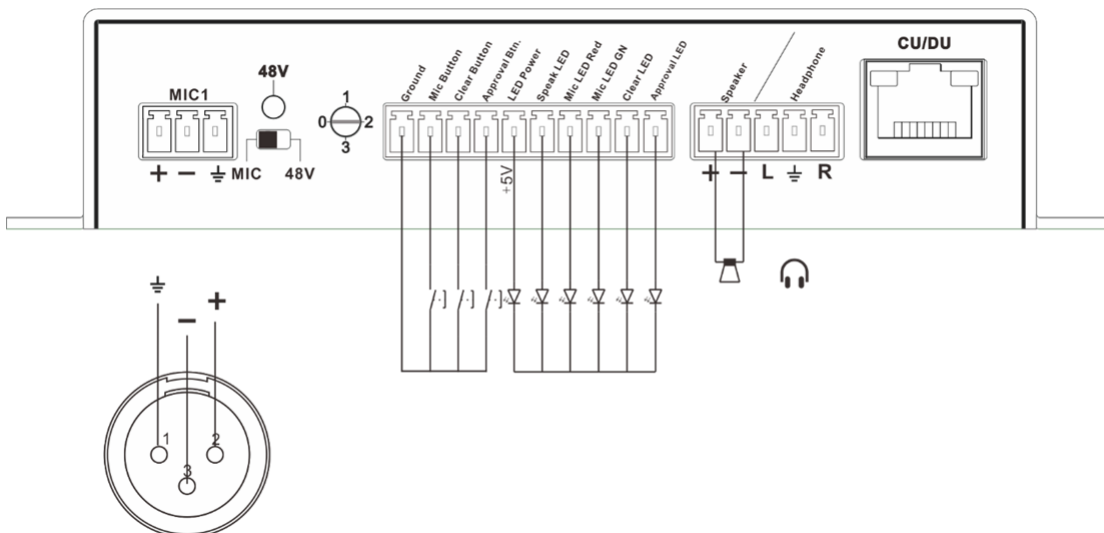 CU/DU
48V
MIC1
Ground
Mic Button
Clear Button
Approval Btn.
LED Power
Speak LED
Mic LED Red
Mic LED GN
Clear LED
Approval LED
Speaker
Headphone
1
0
2
3
+ −
MIC 48V
+5V
+ − L R
− +
1
2
3